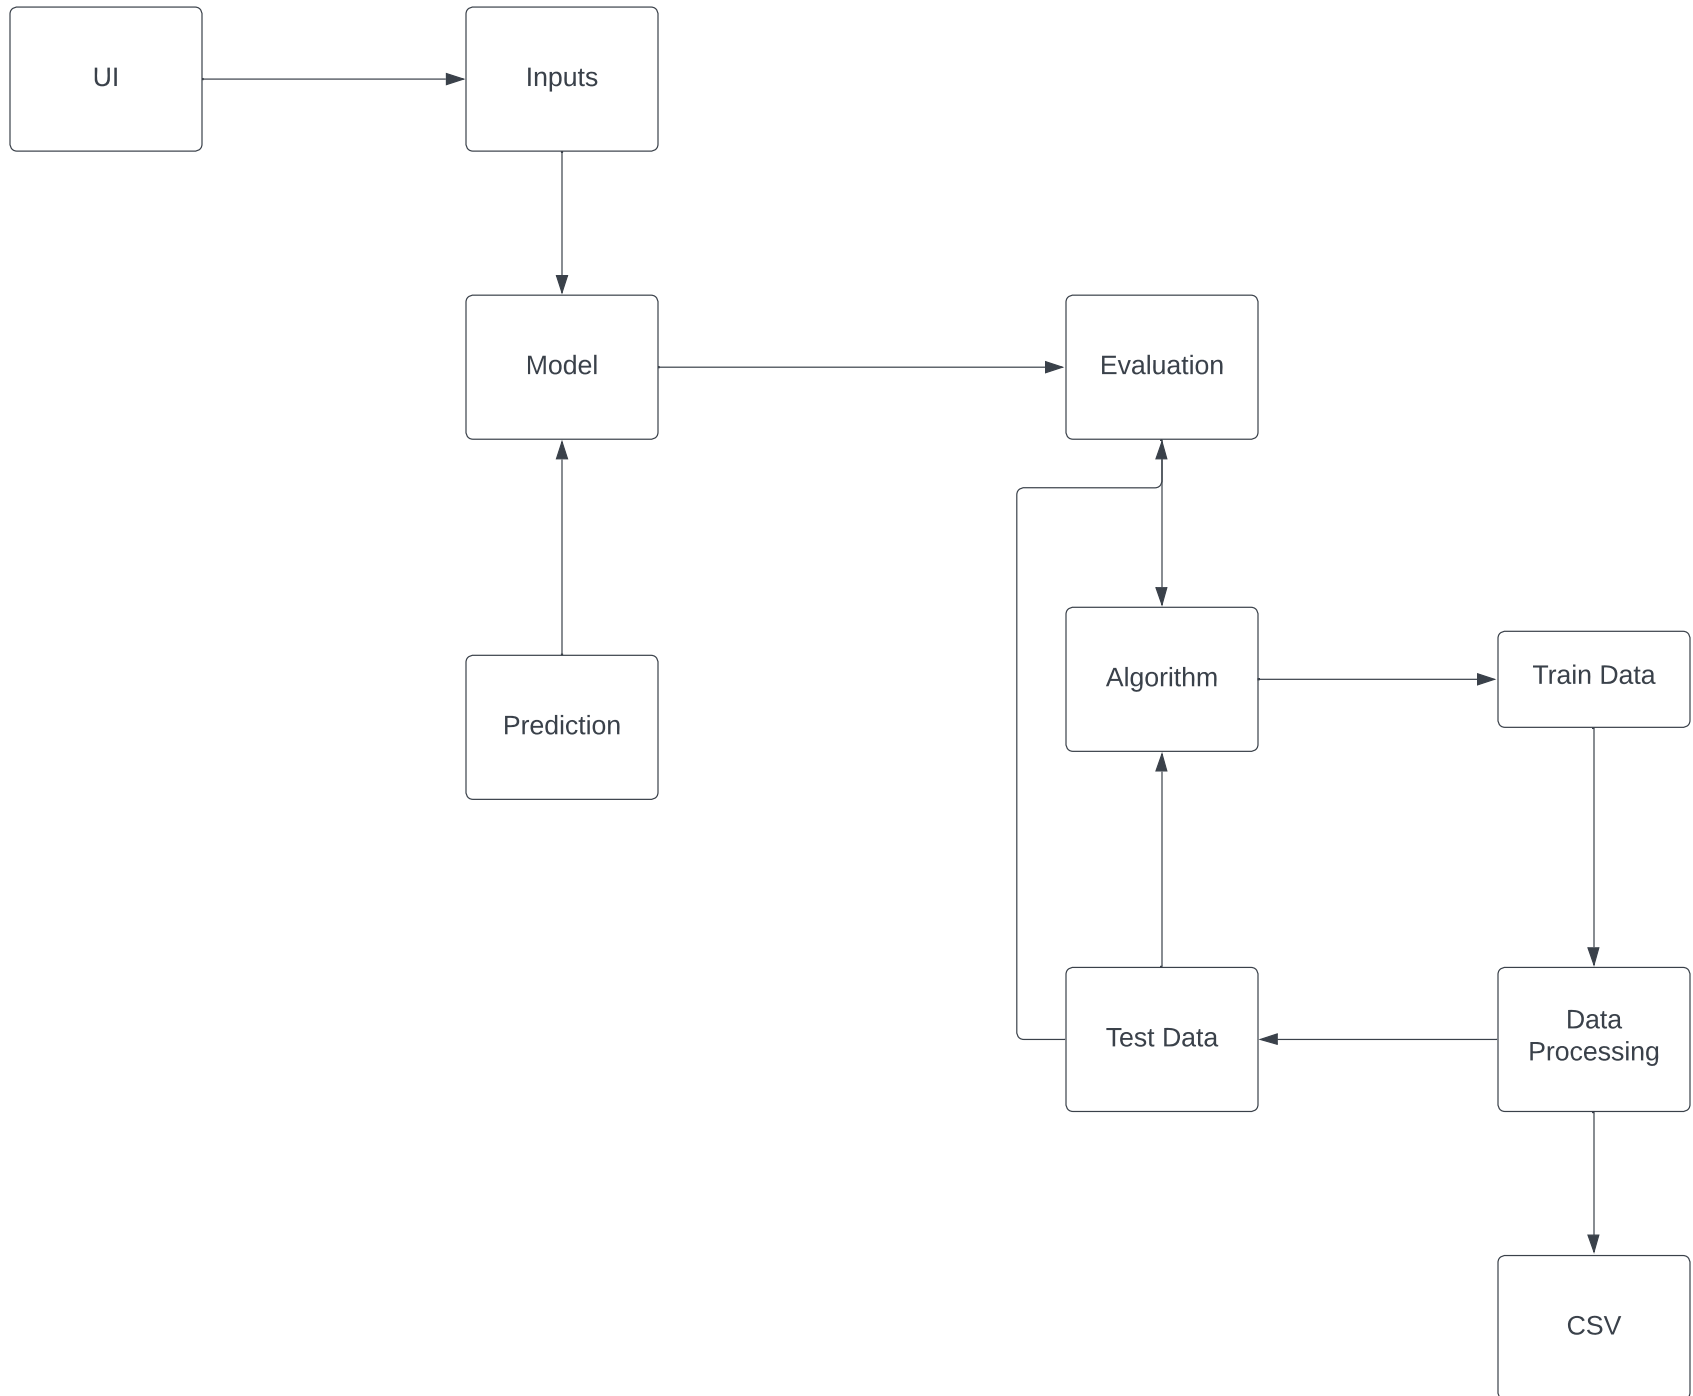 UI
Inputs
Model
Evaluation
Algorithm
Train Data
Prediction
Test Data
Data
Processing
CSV